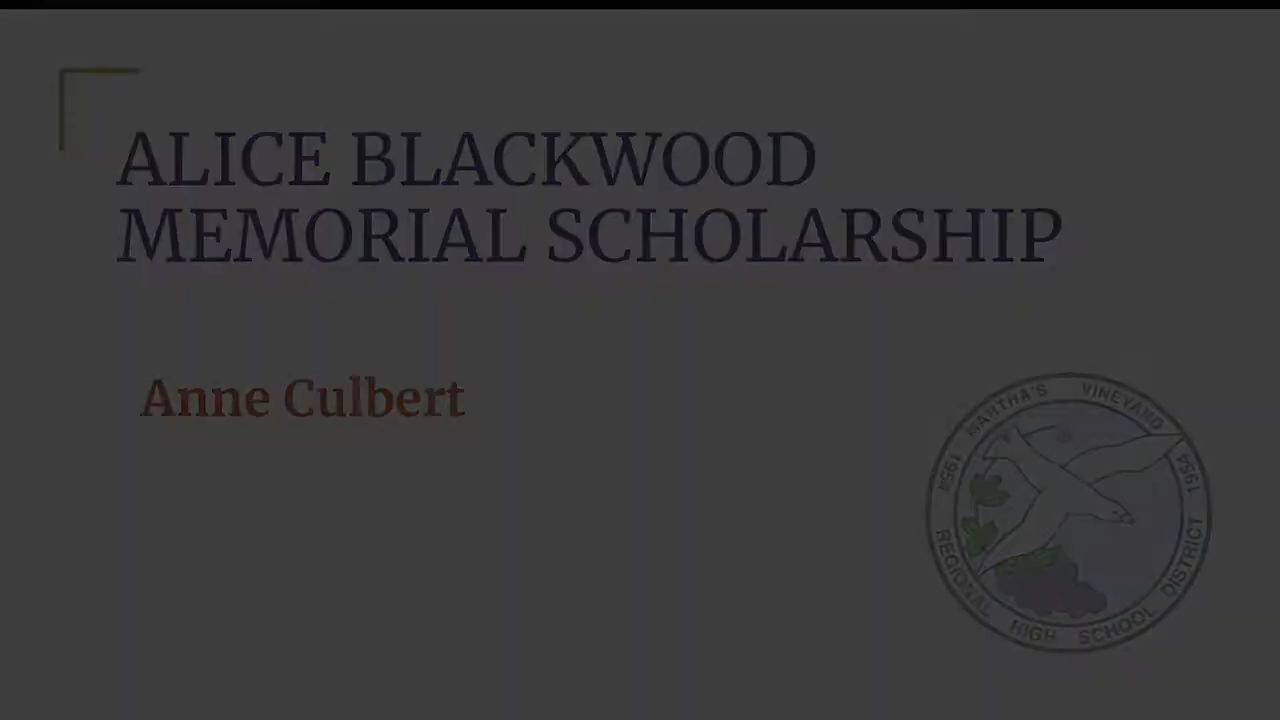 ALICE BLACKWOOD
MEMORIAL SCHOLARSHIP
Anne Culbert
MARTHA'S VINEYARD
1954
1954
REGIONAL HIGH SCHOOL DISTRICT